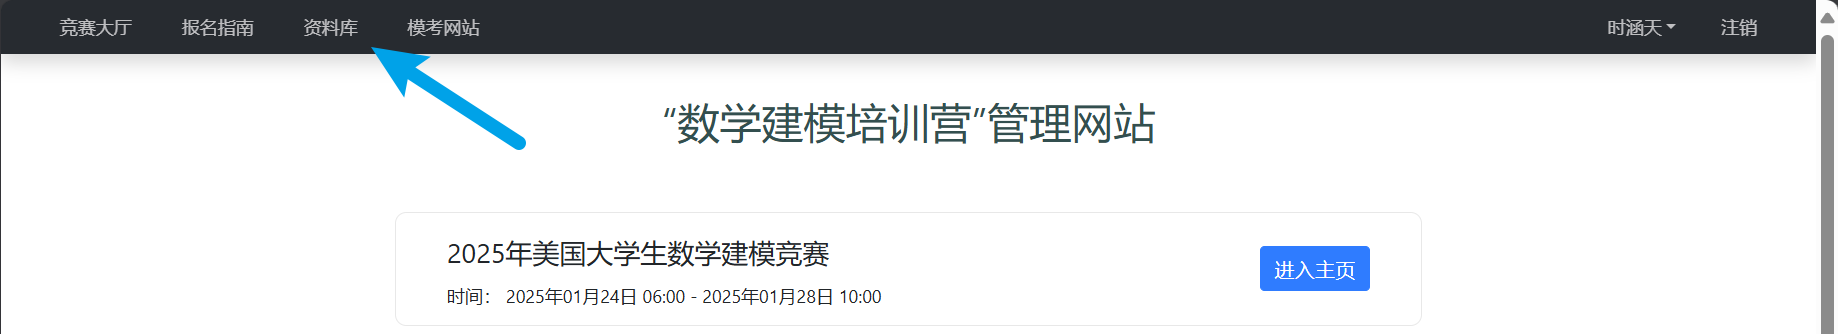 竞赛大厅 报名指南 资料库 模考网站 时涵天 注销
“数学建模培训营”管理网站
2025年美国大学生数学建模竞赛
进入主页
时间： 2025年01月24日 06:00 - 2025年01月28日 10:00